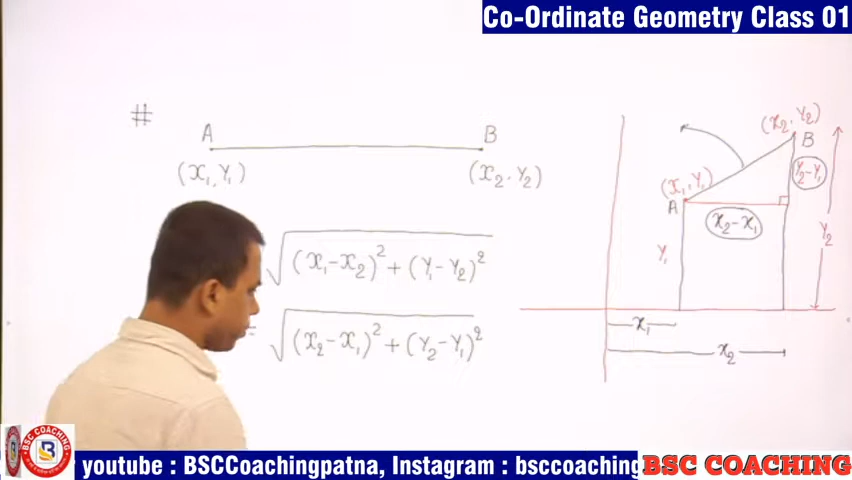 Co-Ordinate Geometry Class 01
#
A B
(x₁, y₁) (x₂, y₂)
√(x₁-x₂)²+(y₁-y₂)²
= √(x₂-x₁)²+(y₂-y₁)²
(x₂, y₂)
B
(x₁, y₁)
y₂-y₁
A
x₂-x₁
y₁
y₂
x₁
x₂
BSC COACHING
B
youtube : BSCCoachingpatna, Instagram : bsccoaching
BSC COACHING